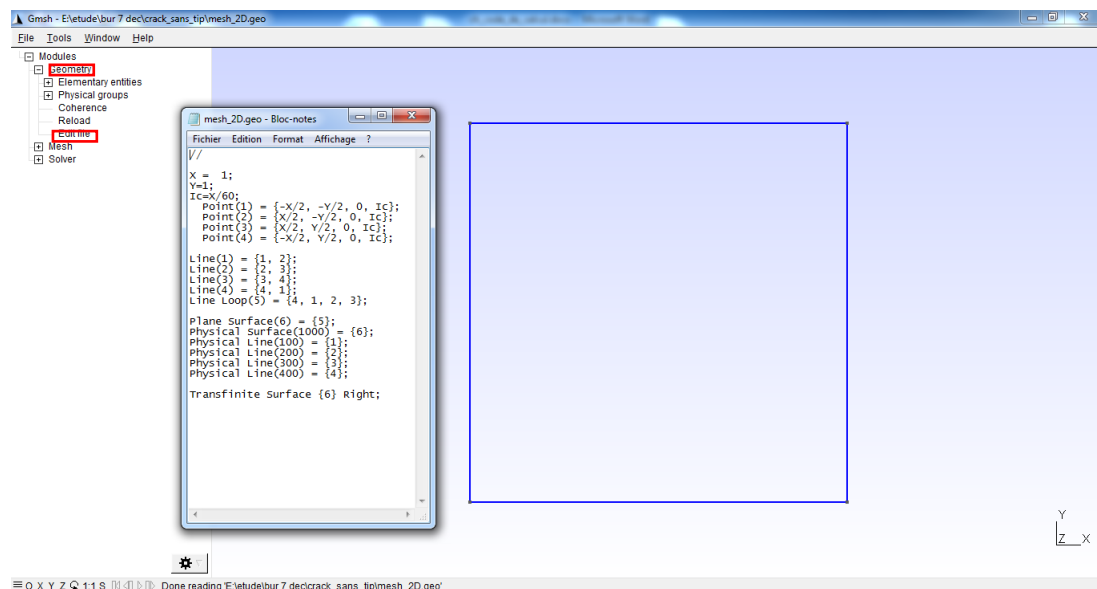 Gmsh - E:\etude\bur 7 dec\crack_sans_tip\mesh_2D.geo
File Tools Window Help
Modules
Geometry
Elementary entities
Physical groups
Coherence
Reload
Edit file
Mesh
Solver
mesh_2D.geo - Bloc-notes
Fichier Edition Format Affichage ?
//
X = 1;
Y=1;
Ic=X/60;
Point(1) = {-X/2, -Y/2, 0, Ic};
Point(2) = {X/2, -Y/2, 0, Ic};
Point(3) = {X/2, Y/2, 0, Ic};
Point(4) = {-X/2, Y/2, 0, Ic};
Line(1) = {1, 2};
Line(2) = {2, 3};
Line(3) = {3, 4};
Line(4) = {4, 1};
Line Loop(5) = {4, 1, 2, 3};
Plane Surface(6) = {5};
Physical Surface(1000) = {6};
Physical Line(100) = {1};
Physical Line(200) = {2};
Physical Line(300) = {3};
Physical Line(400) = {4};
Transfinite Surface {6} Right;
Y
Z X
O X Y Z 1:1 S Done reading 'E:\etude\bur 7 dec\crack_sans_tip\mesh_2D.geo'